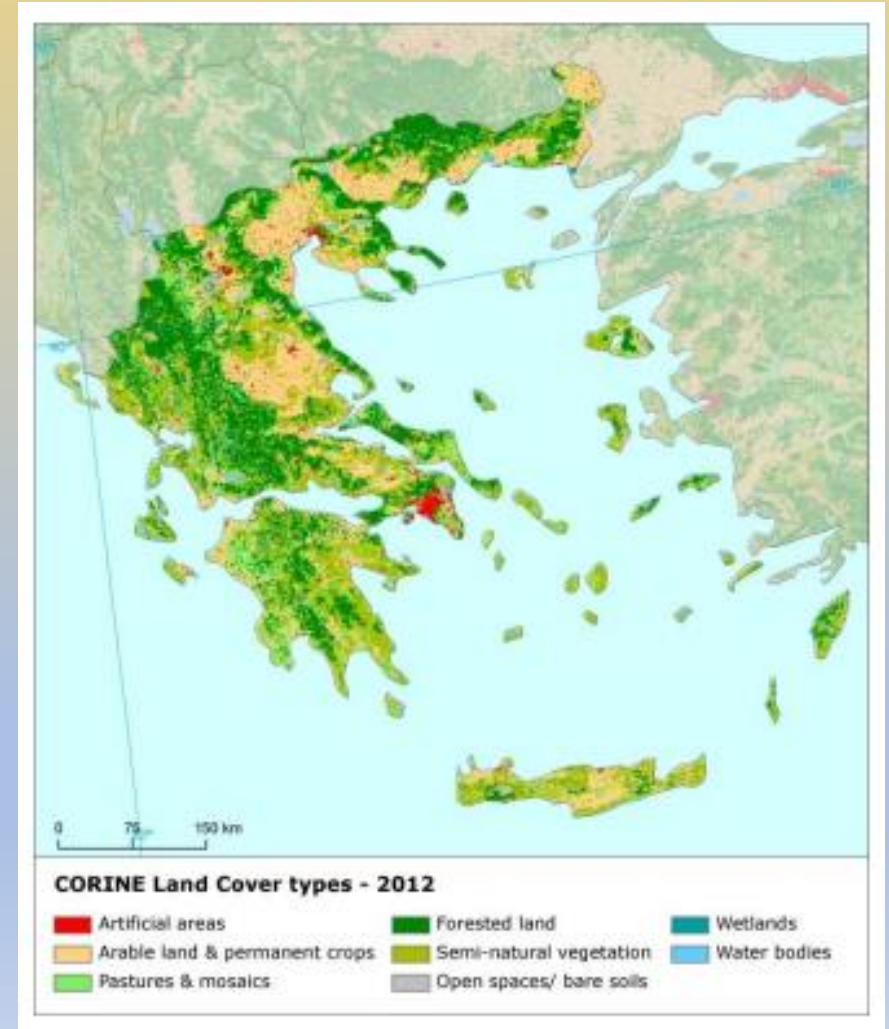 0 75 150 km
CORINE Land Cover types - 2012
Artificial areas
Forested land
Wetlands
Arable land & permanent crops
Semi-natural vegetation
Water bodies
Pastures & mosaics
Open spaces/ bare soils